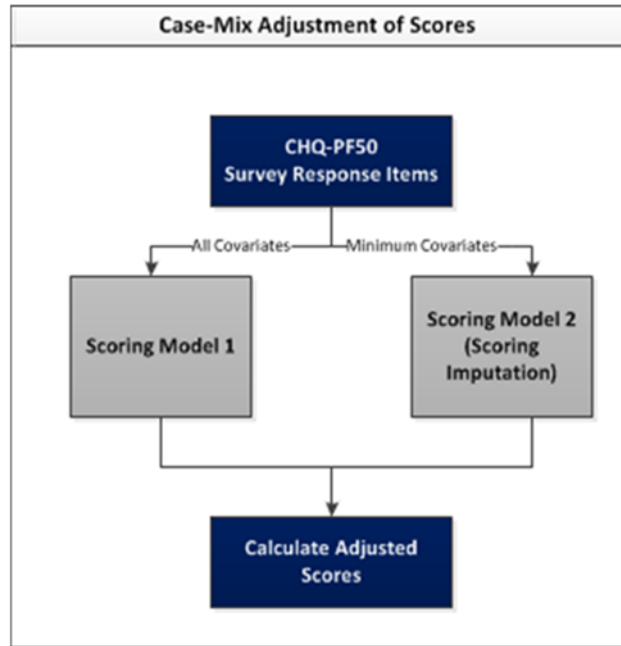 Case-Mix Adjustment of Scores
CHQ-PF50
Survey Response Items
All Covariates
Minimum Covariates
Scoring Model 1
Scoring Model 2
(Scoring
Imputation)
Calculate Adjusted
Scores